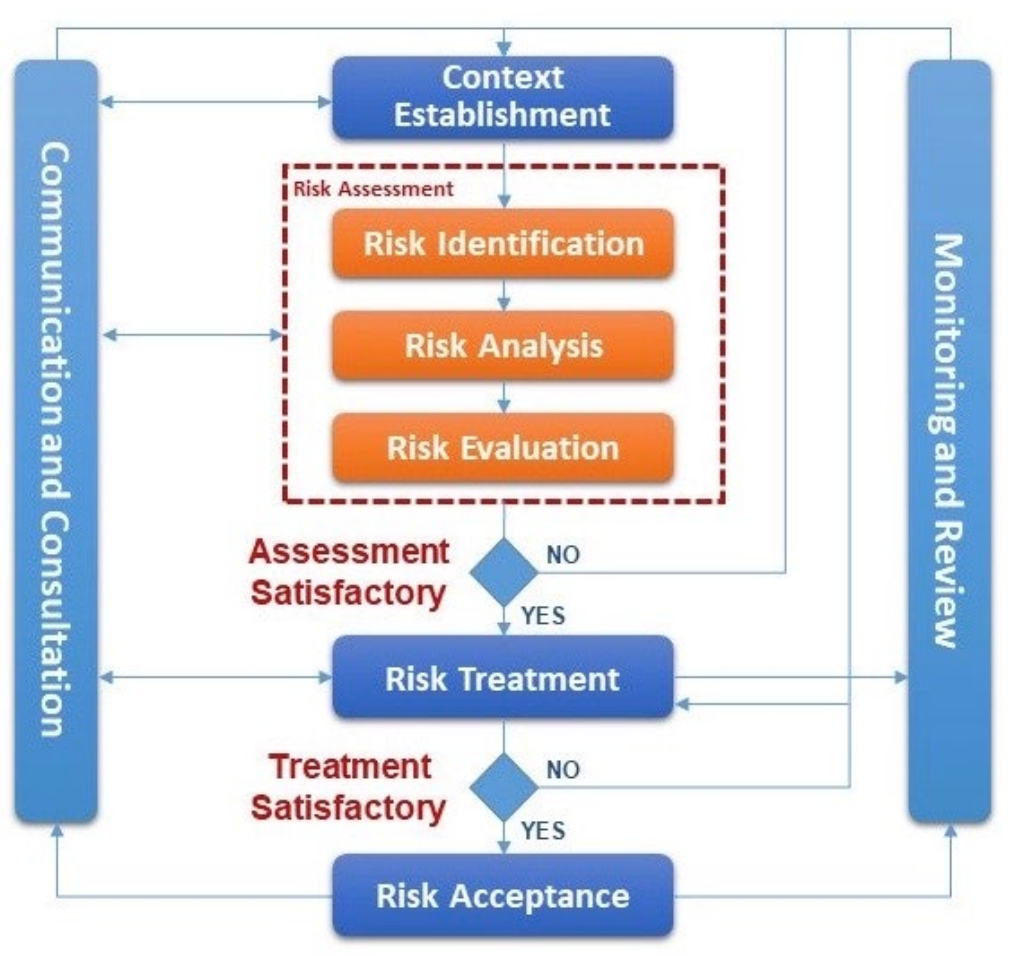 Context
Establishment
Risk Assessment
Risk Identification
Risk Analysis
Risk Evaluation
Assessment
Satisfactory
NO
YES
Risk Treatment
Treatment
Satisfactory
NO
YES
Risk Acceptance
Communication and Consultation
Monitoring and Review